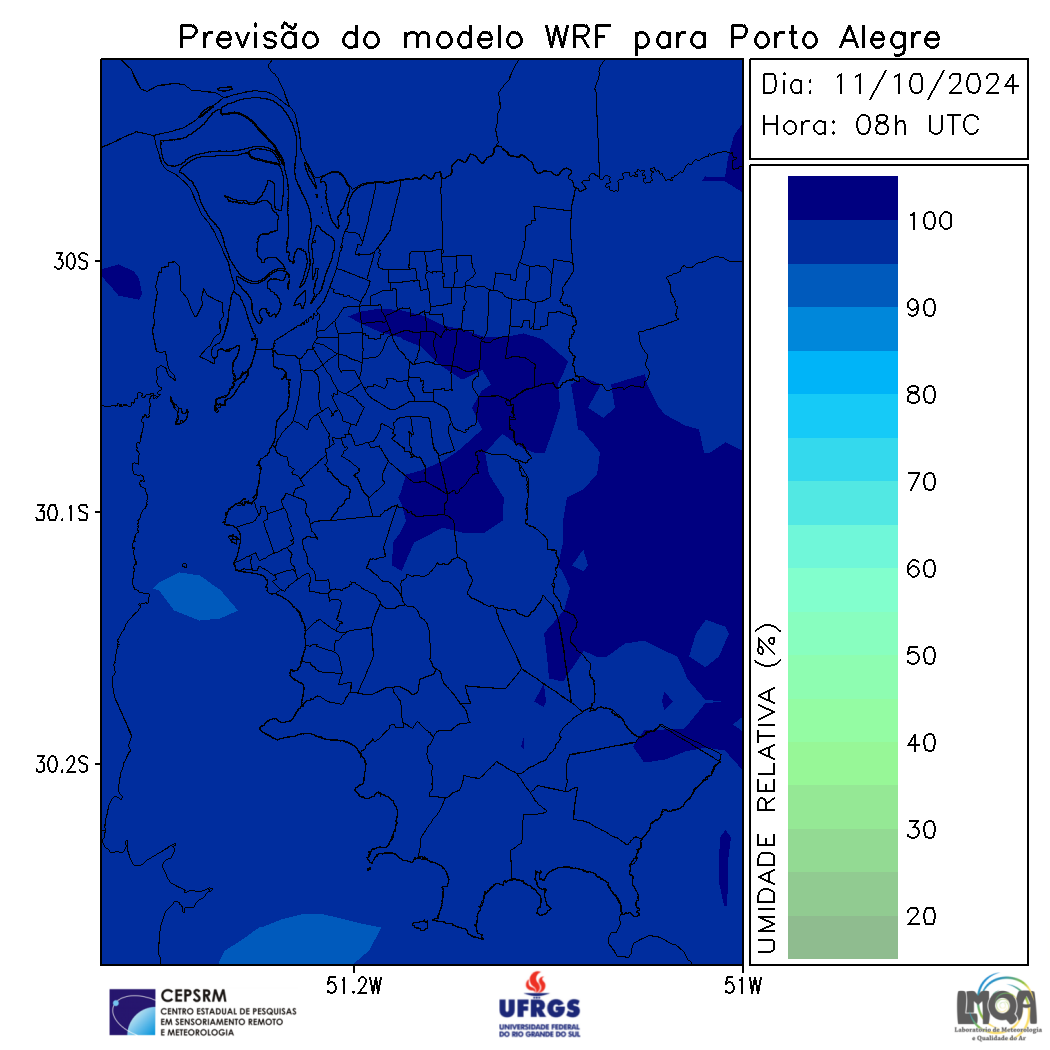 Previsão do modelo WRF para Porto Alegre
Dia: 11/10/2024
Hora: 08h UTC
30S
30.1S
30.2S
51.2W
51W
UMIDADE RELATIVA (%)
100
90
80
70
60
50
40
30
20
CEPSRM
CENTRO ESTADUAL DE PESQUISAS
EM SENSORIAMENTO REMOTO
E METEOROLOGIA
UFRGS
UNIVERSIDADE FEDERAL
DO RIO GRANDE DO SUL
LMQA
Laboratório de Meteorologia
e Qualidade do Ar